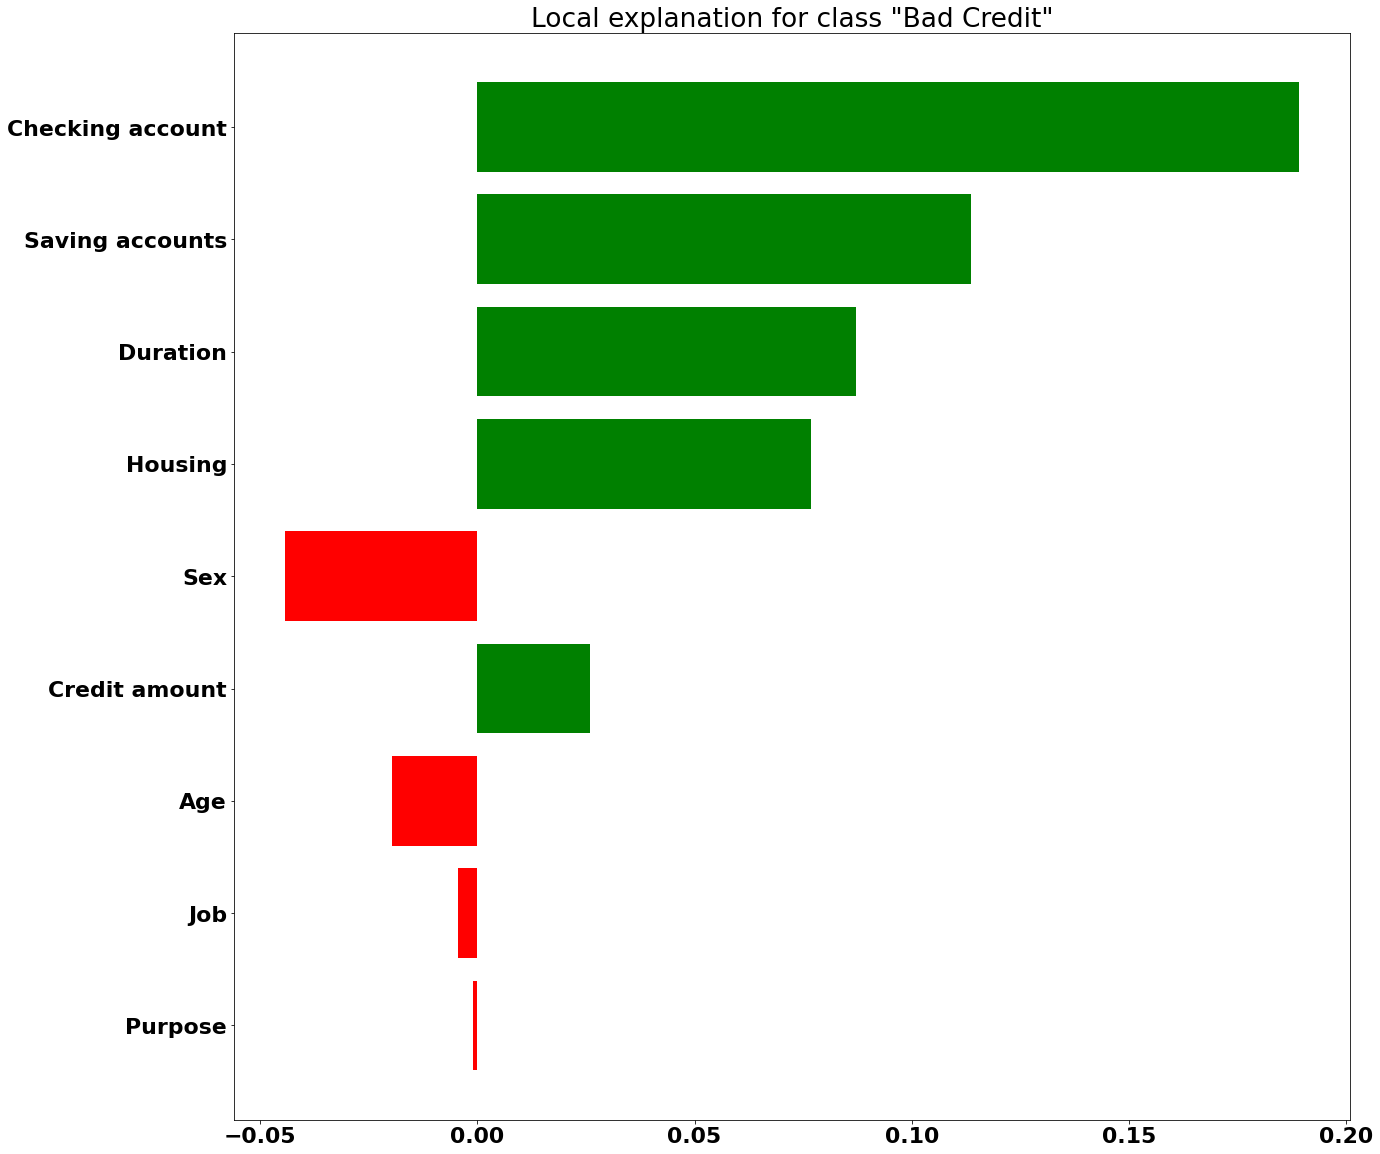 Local explanation for class "Bad Credit"
Checking account
Saving accounts
Duration
Housing
Sex
Credit amount
Age
Job
Purpose
−0.05 0.00 0.05 0.10 0.15 0.20